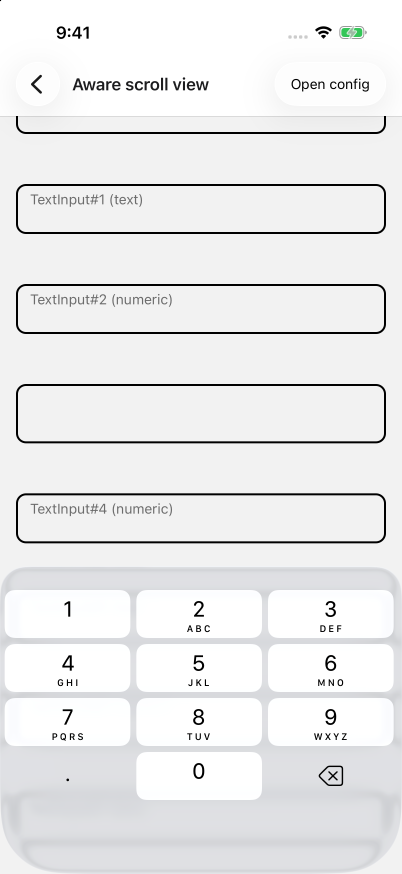 9:41
Aware scroll view
Open config
TextInput#1 (text)
TextInput#2 (numeric)
TextInput#4 (numeric)
1 2 3
ABC DEF
4 5 6
GHI JKL MNO
7 8 9
PQRS TUV WXYZ
. 0